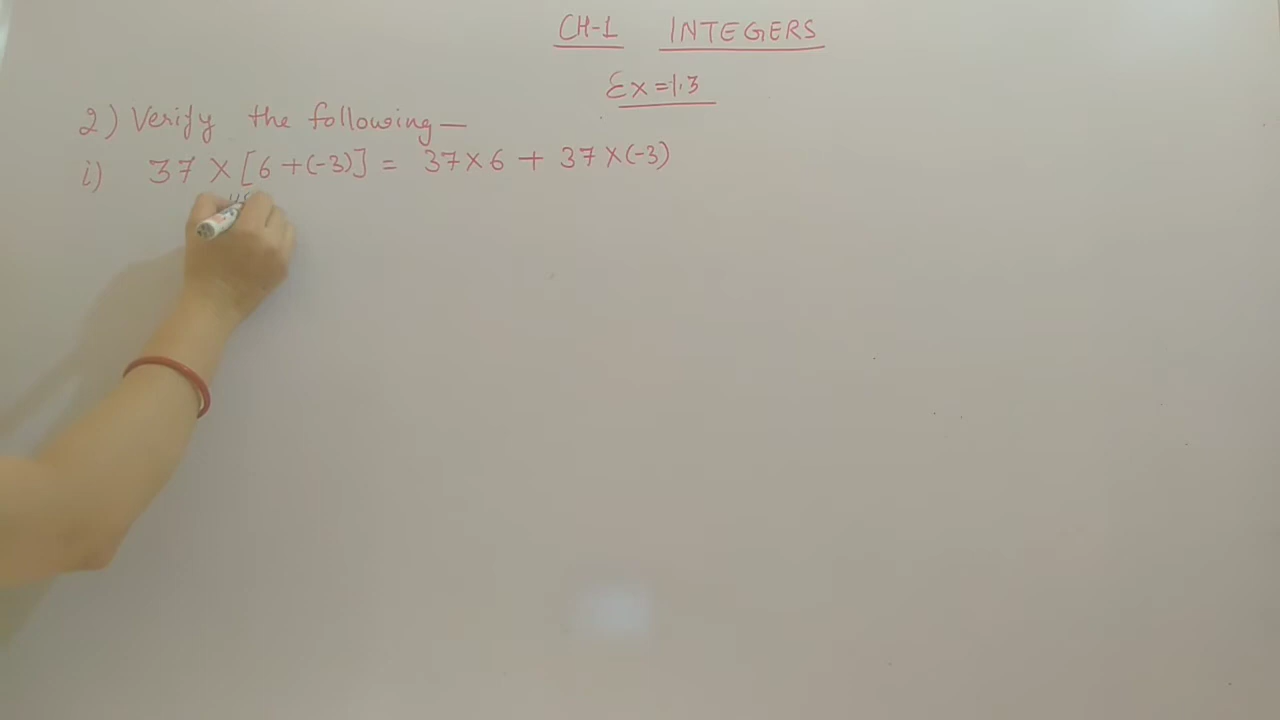 CH-1 INTEGERS
Ex=1.3
2) Verify the following—
i) 37 × [6 +(-3)] = 37×6 + 37×(-3)